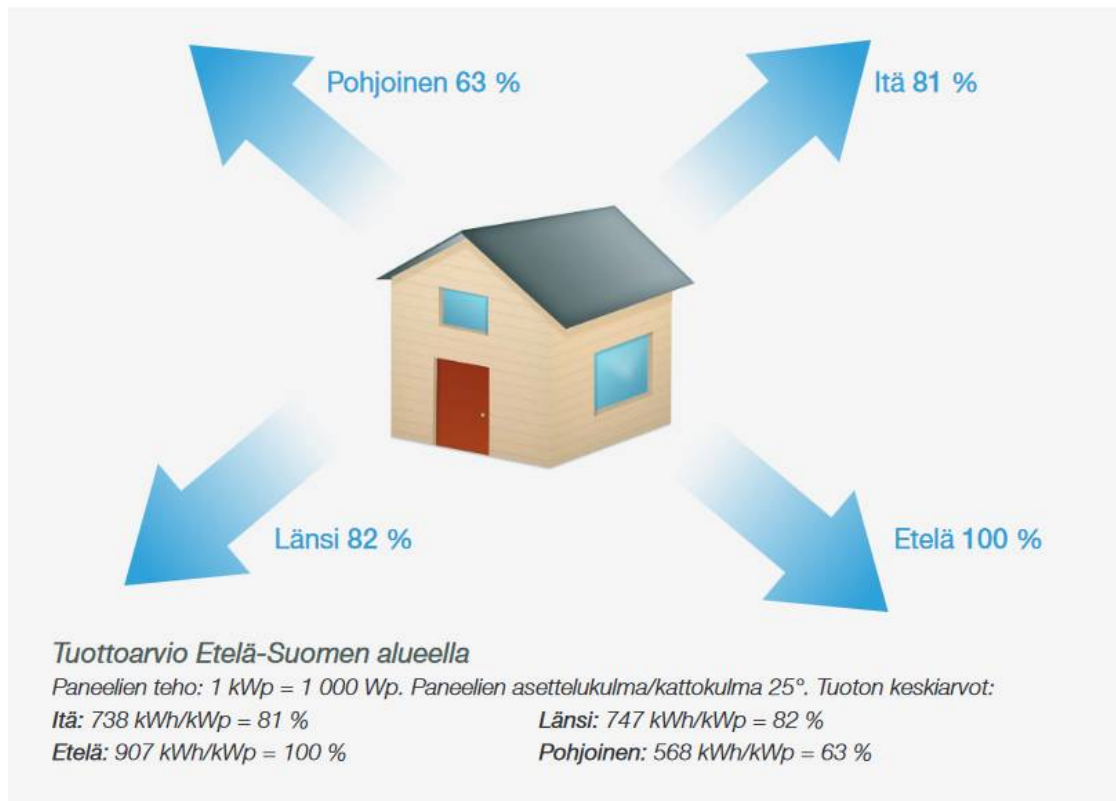 Pohjoinen 63 %
Itä 81 %
Länsi 82 %
Etelä 100 %
Tuottoarvio Etelä-Suomen alueella
Paneelien teho: 1 kWp = 1 000 Wp. Paneelien asettelukulma/kattokulma 25°. Tuoton keskiarvot:
Itä: 738 kWh/kWp = 81 %
Länsi: 747 kWh/kWp = 82 %
Etelä: 907 kWh/kWp = 100 %
Pohjoinen: 568 kWh/kWp = 63 %